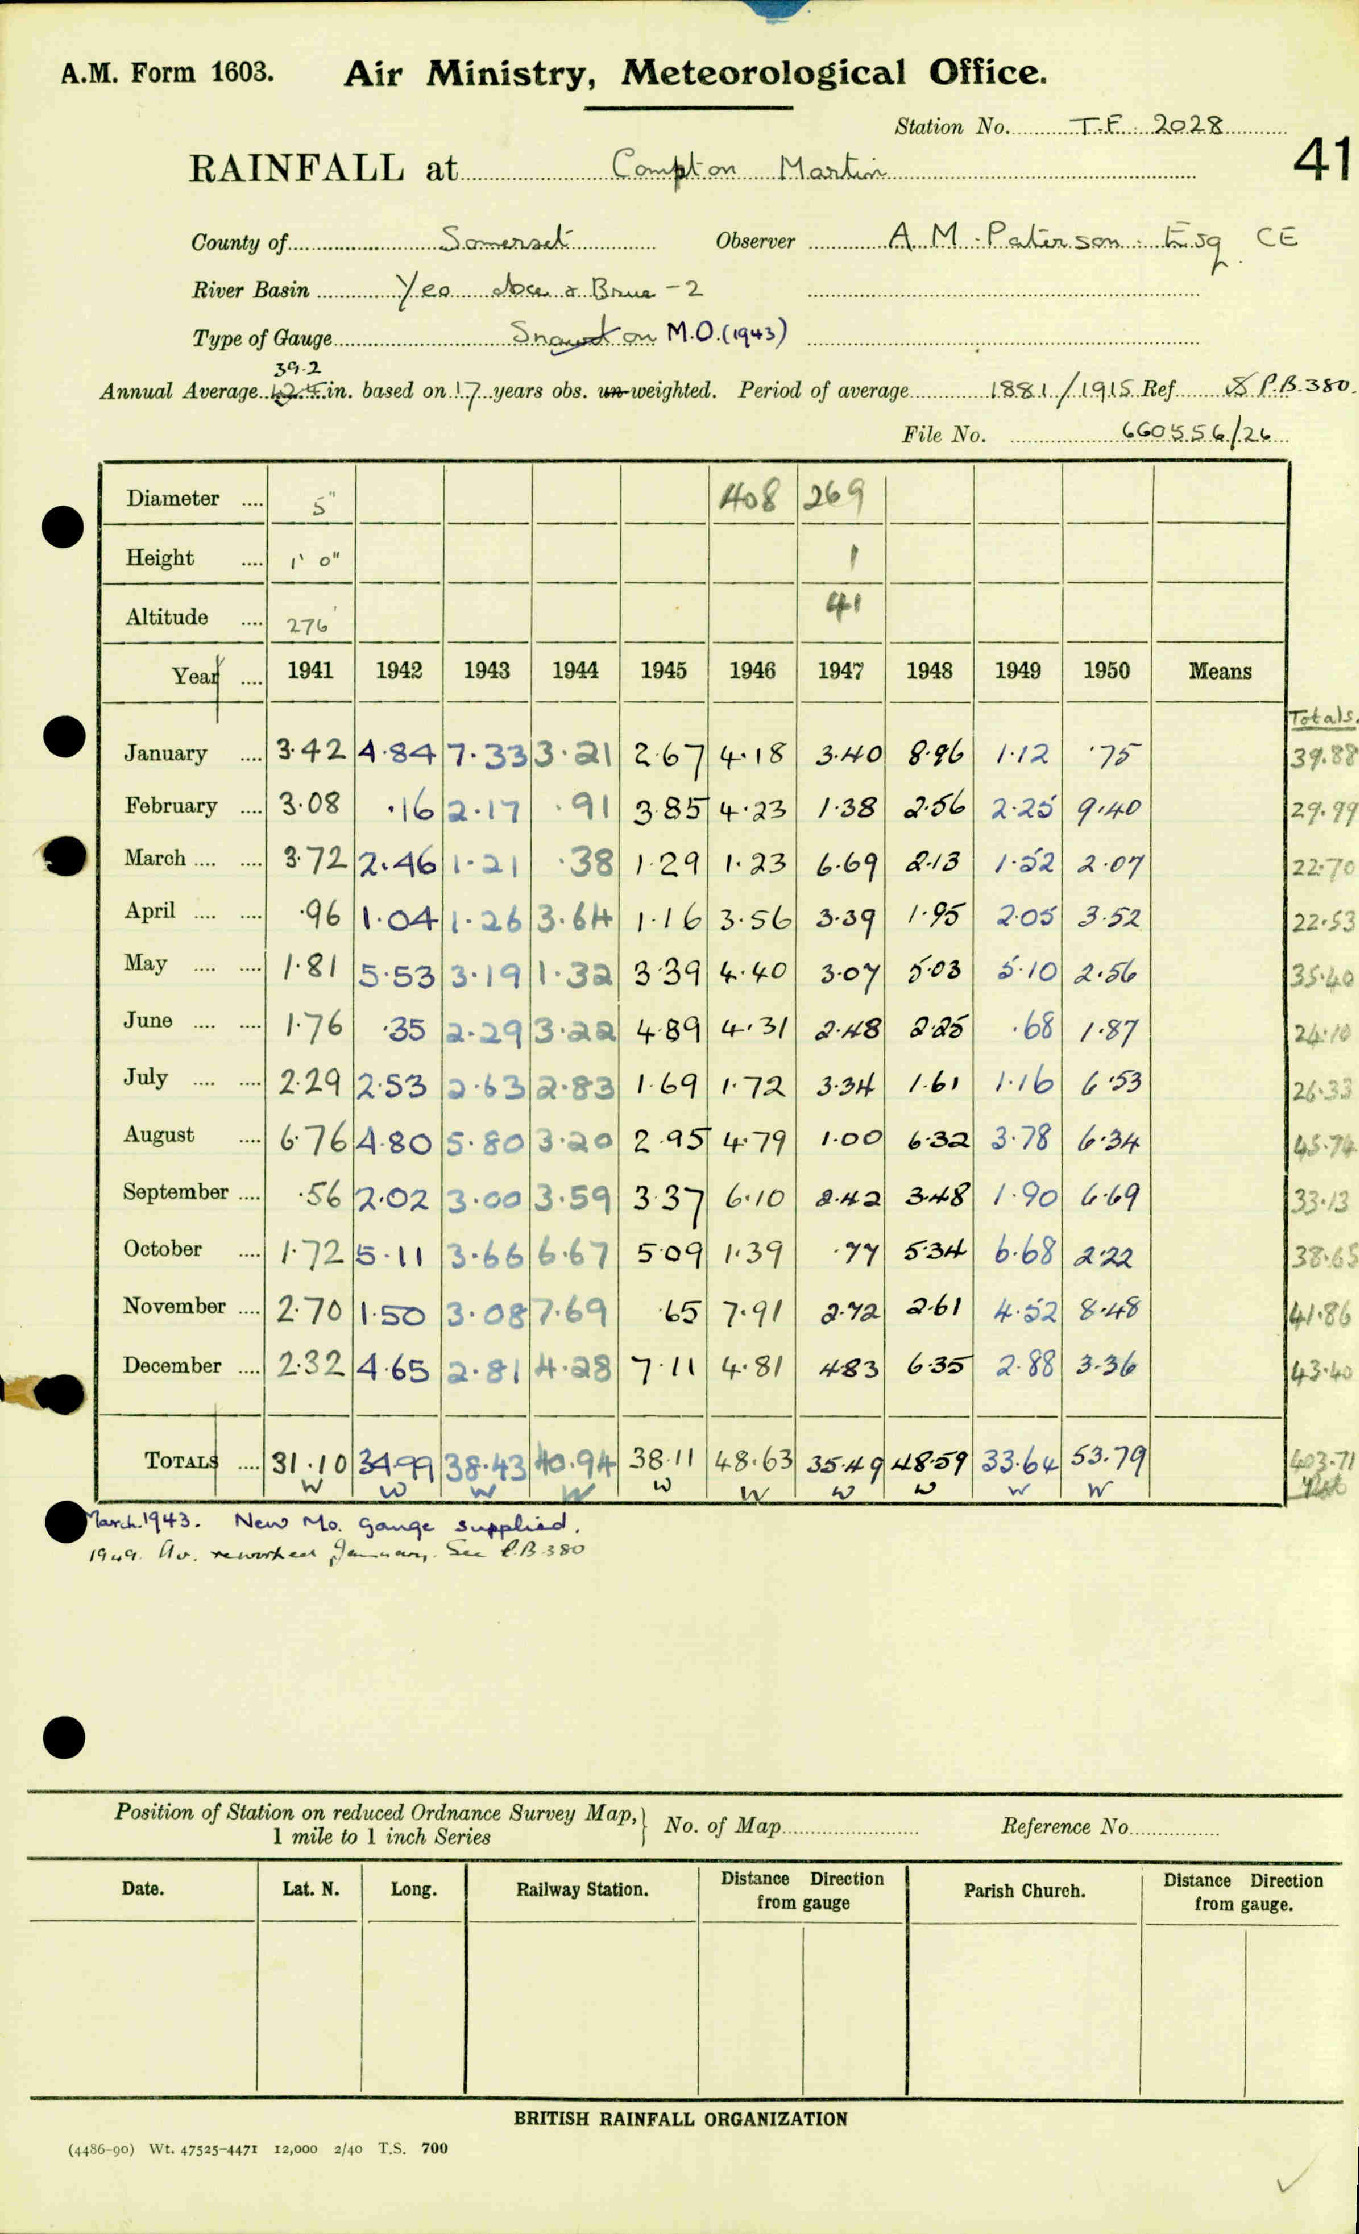 A.M. Form 1603. Air Ministry, Meteorological Office.
Station No. T.F. 2028
41
RAINFALL at Compton Martin
County of Somerset Observer A M. Paterson. Esq. CE
River Basin Yeo Axe & Brue - 2
Type of Gauge Snowdon M.O. (1943)
39.2
Annual Average in. based on 17 years obs. un-weighted. Period of average 1881/1915 Ref P.B.380.
File No. 660556/26
Diameter .... 5" 408 269
Height .... 1' 0" 1
Altitude .... 276' 41
Year .... 1941 1942 1943 1944 1945 1946 1947 1948 1949 1950 Means
Totals.
January .... 3.42 4.84 7.33 3.21 2.67 4.18 3.40 8.96 1.12 .75 39.88
February .... 3.08 .16 2.17 .91 3.85 4.23 1.38 2.56 2.25 9.40 29.99
March .... .... 3.72 2.46 1.21 .38 1.29 1.23 6.69 2.13 1.52 2.07 22.70
April .... .... .96 1.04 1.26 3.64 1.16 3.56 3.39 1.95 2.05 3.52 22.53
May .... .... 1.81 5.53 3.19 1.32 3.39 4.40 3.07 5.03 5.10 2.56 35.40
June .... .... 1.76 .35 2.29 3.22 4.89 4.31 2.48 2.25 .68 1.87 24.10
July .... .... 2.29 2.53 2.63 2.83 1.69 1.72 3.34 1.61 1.16 6.53 26.33
August .... 6.76 4.80 5.80 3.20 2.95 4.79 1.00 6.32 3.78 6.34 45.74
September .... .56 2.02 3.00 3.59 3.37 6.10 2.42 3.48 1.90 6.69 33.13
October .... 1.72 5.11 3.66 6.67 5.09 1.39 .77 5.34 6.68 2.22 38.65
November .... 2.70 1.50 3.08 7.69 .65 7.91 2.72 2.61 4.52 8.48 41.86
December .... 2.32 4.65 2.81 4.28 7.11 4.81 4.83 6.35 2.88 3.36 43.40
TOTALS .... 31.10 34.99 38.43 40.94 38.11 48.63 35.49 48.59 33.64 53.79 403.71
W W W W W W W W W W
March 1943. New Mo. gauge supplied.
1949. Av. reworked January. See P.B.380
Position of Station on reduced Ordnance Survey Map, 1 mile to 1 inch Series } No. of Map Reference No.
Date. Lat. N. Long. Railway Station. Distance Direction from gauge Parish Church. Distance Direction from gauge.
BRITISH RAINFALL ORGANIZATION
(4486-90) Wt. 47525-4471 12,000 2/40 T.S. 700